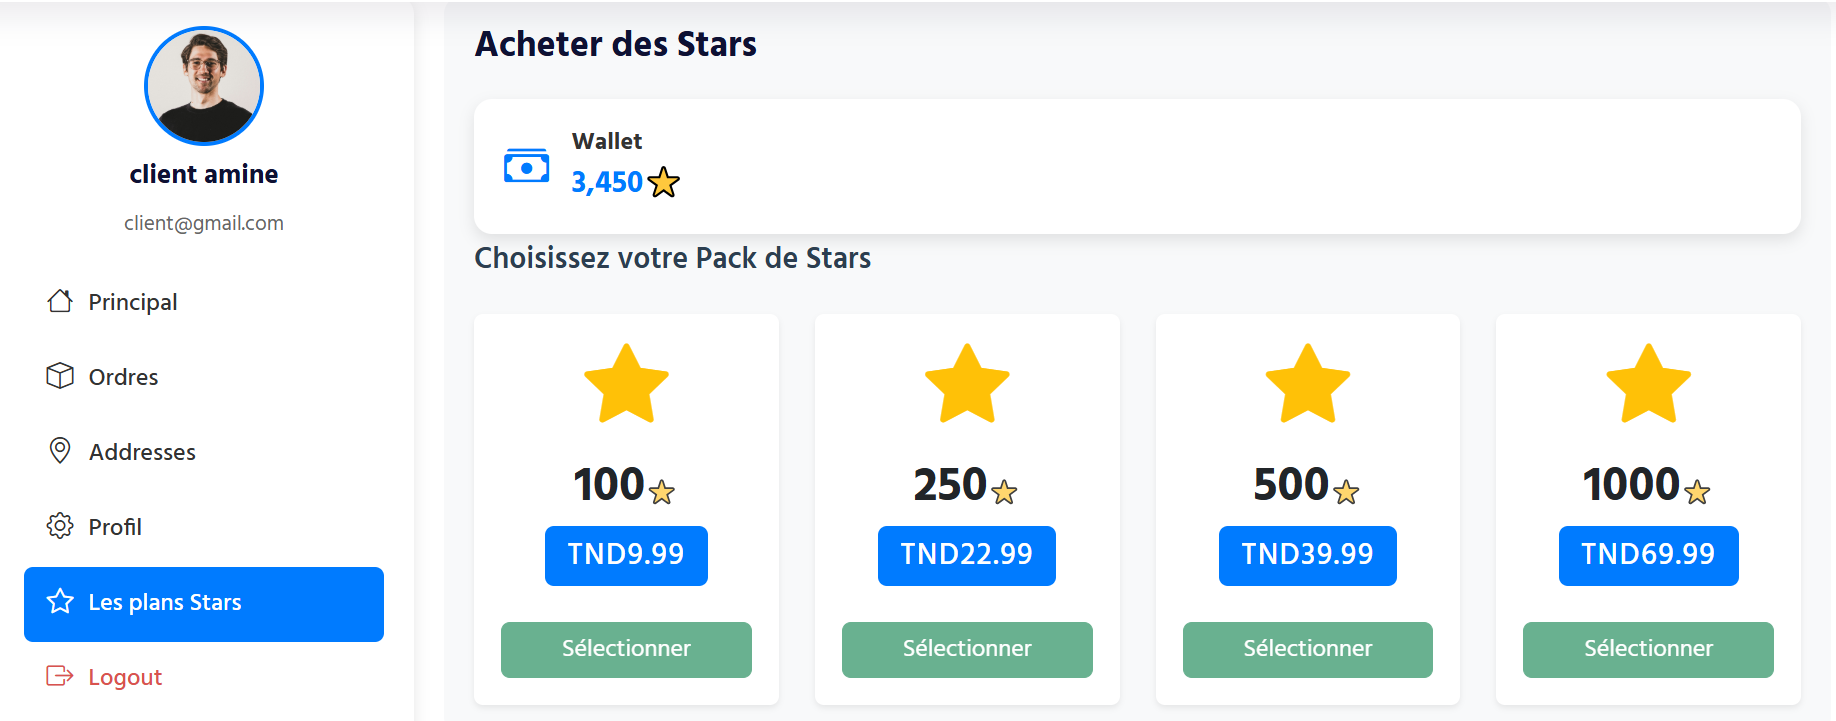 client amine
client@gmail.com
Principal
Ordres
Addresses
Profil
Les plans Stars
Logout
Acheter des Stars
Wallet
3,450
Choisissez votre Pack de Stars
100
TND9.99
Sélectionner
250
TND22.99
Sélectionner
500
TND39.99
Sélectionner
1000
TND69.99
Sélectionner